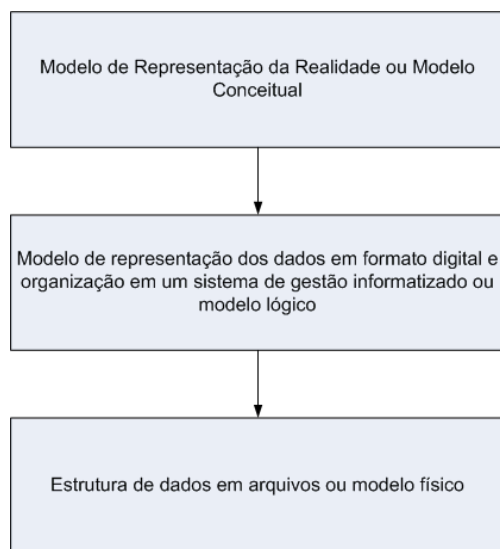 Modelo de Representação da Realidade ou Modelo
Conceitual
Modelo de representação dos dados em formato digital e
organização em um sistema de gestão informatizado ou
modelo lógico
Estrutura de dados em arquivos ou modelo físico